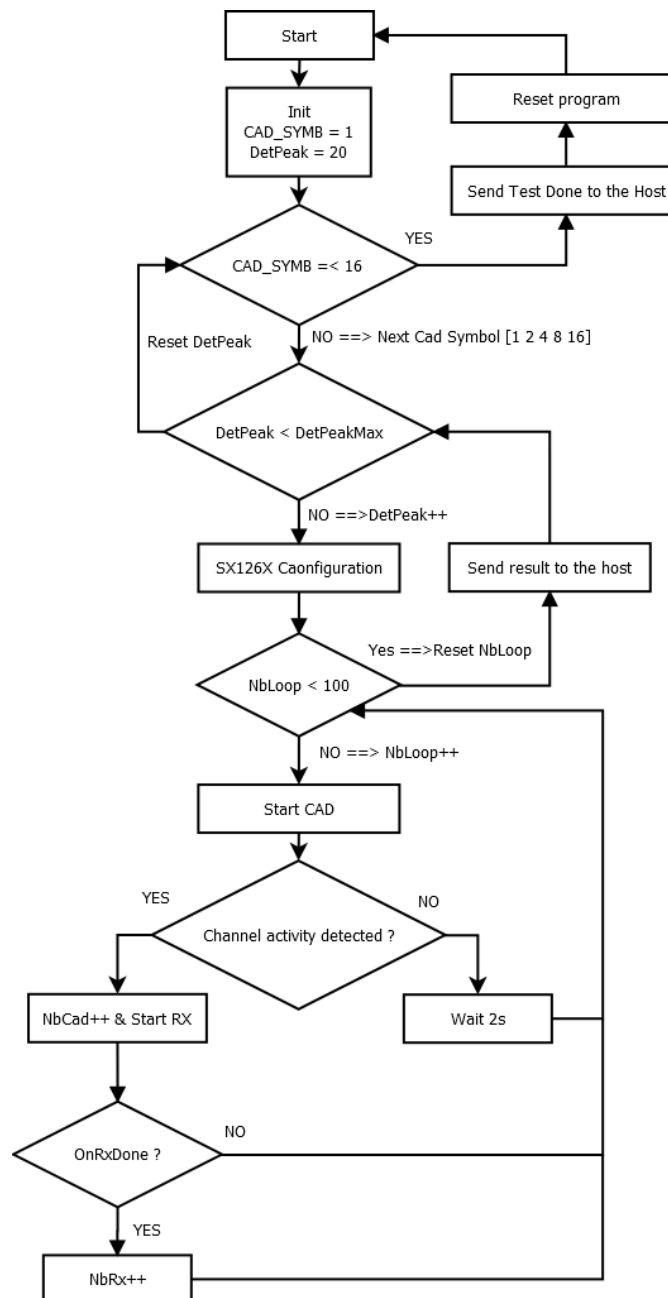 Start
Reset program
Init
CAD_SYMB = 1
DetPeak = 20
Send Test Done to the Host
YES
CAD_SYMB =< 16
Reset DetPeak
NO ==> Next Cad Symbol [1 2 4 8 16]
DetPeak < DetPeakMax
NO ==>DetPeak++
SX126X Caonfiguration
Send result to the host
Yes ==>Reset NbLoop
NbLoop < 100
NO ==> NbLoop++
Start CAD
YES
NO
Channel activity detected ?
NbCad++ & Start RX
Wait 2s
NO
OnRxDone ?
YES
NbRx++